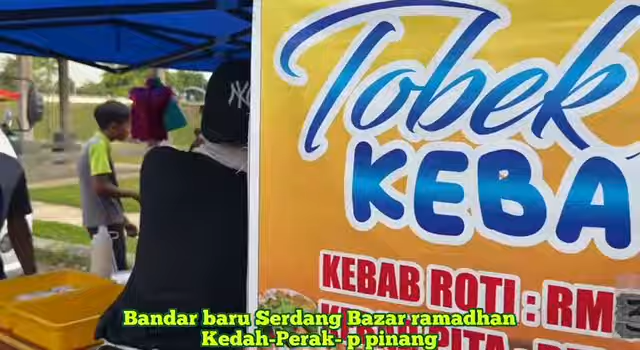 NY
Tobek
KEBA
KEBAB ROTI : RM
Bandar baru Serdang Bazar ramadhan
Kedah-Perak- p pinang